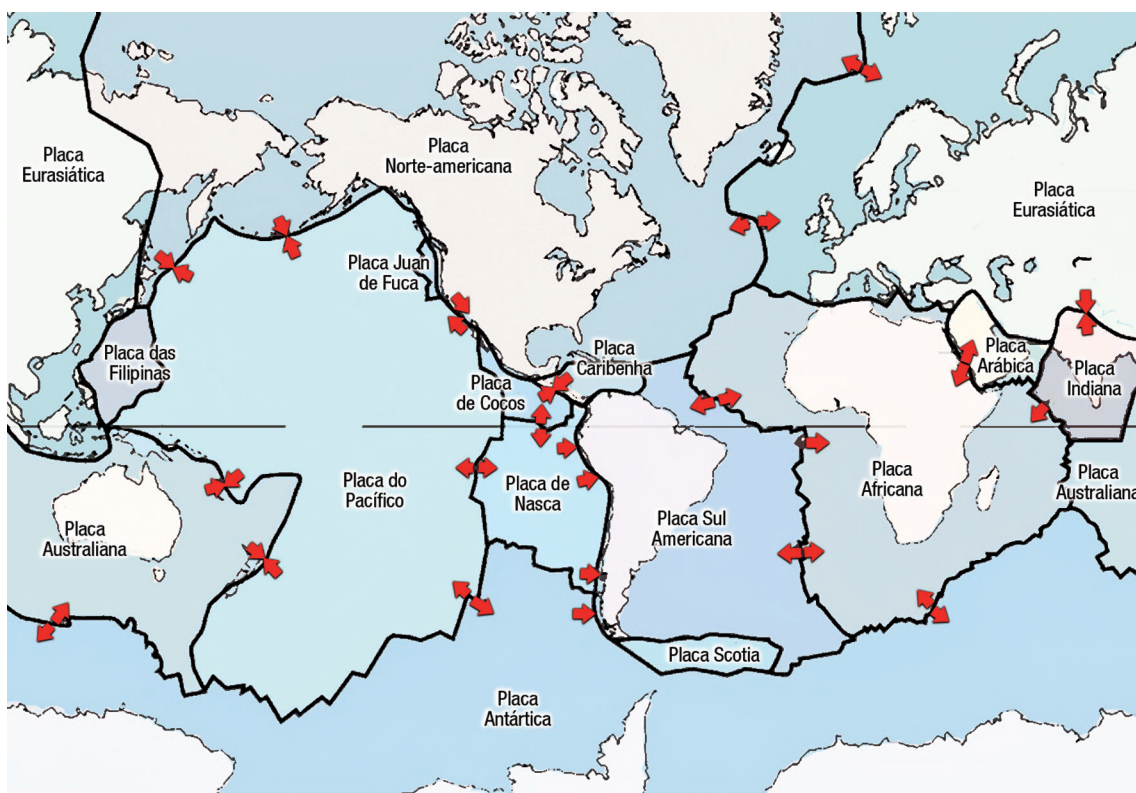 Placa
Norte-americana
Placa
Eurasiática
Placa
Eurasiática
Placa Juan
de Fuca
Placa das
Filipinas
Placa
de Cocos
Placa
Caribenha
Placa
Arábica
Placa
Indiana
Placa do
Pacífico
Placa de
Nasca
Placa
Africana
Placa
Australiana
Placa Sul
Americana
Placa
Australiana
Placa Scotia
Placa
Antártica